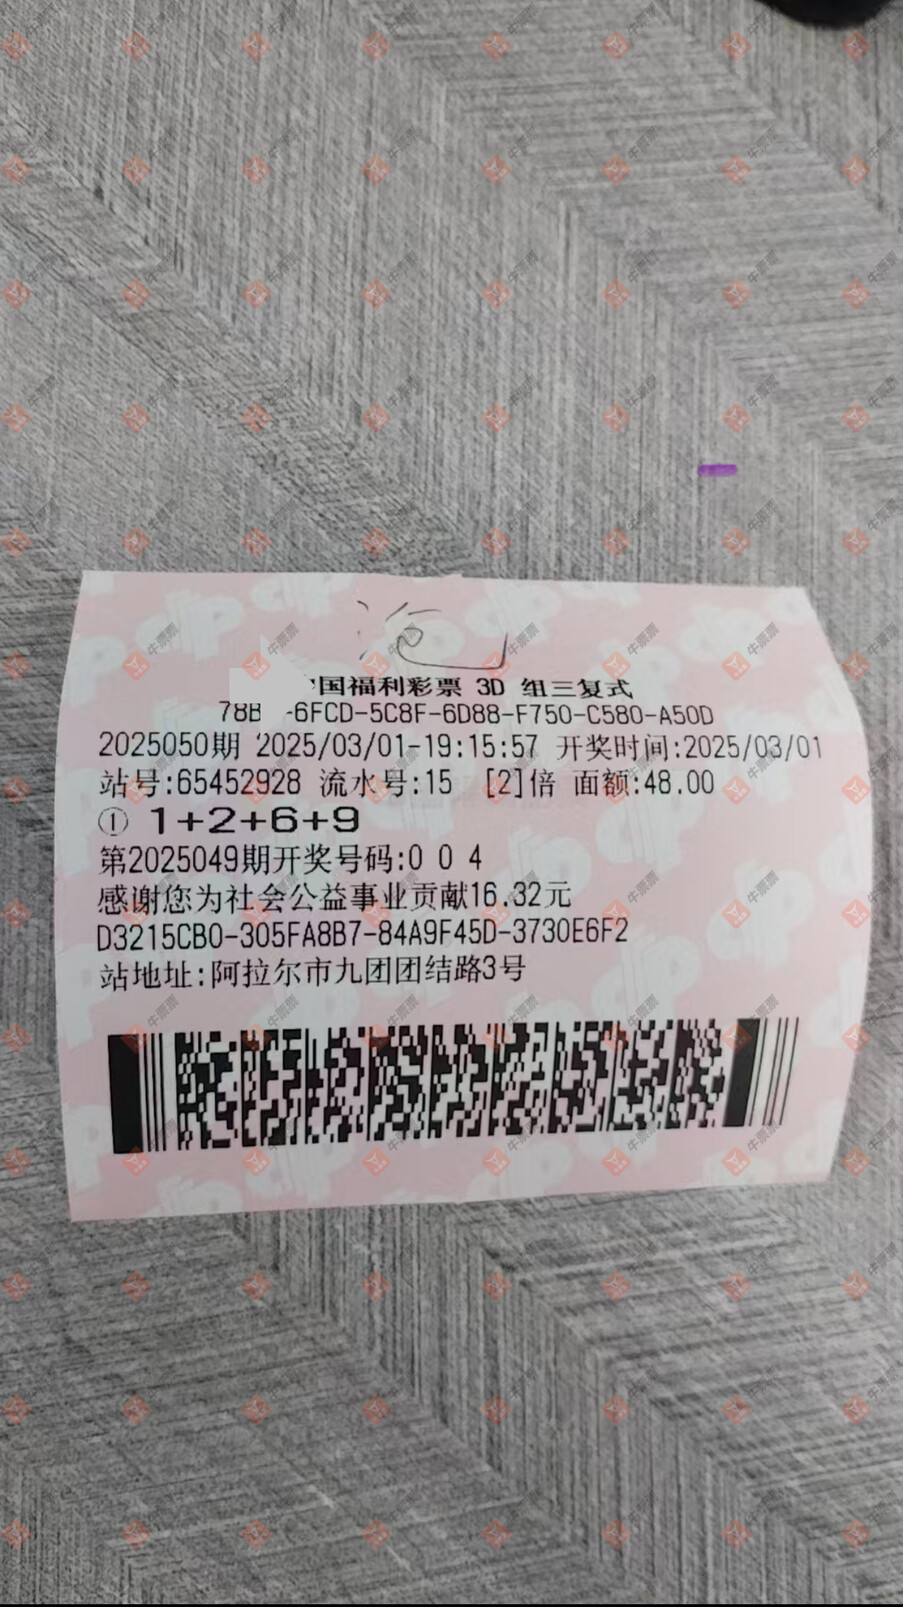 国福利彩票 3D 组三复式
78B -6FCD-5C8F-6D88-F750-C580-A50D
2025050期 2025/03/01-19:15:57 开奖时间:2025/03/01
站号:65452928 流水号:15 [2]倍 面额:48.00
① 1+2+6+9
第2025049期开奖号码:0 0 4
感谢您为社会公益事业贡献16.32元
D3215CB0-305FA8B7-84A9F45D-3730E6F2
站地址:阿拉尔市九团团结路3号
牛票票